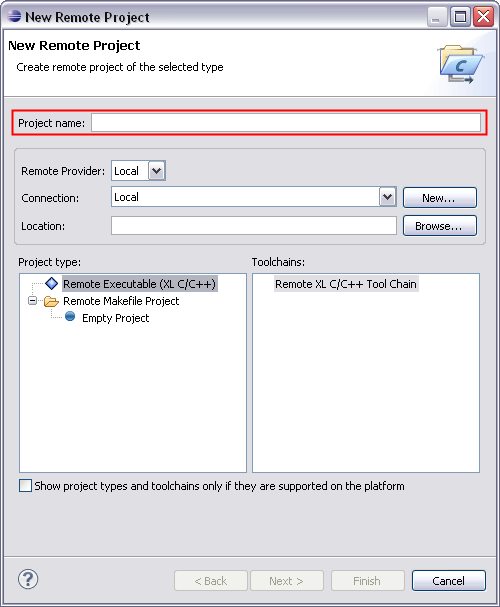 New Remote Project
New Remote Project
Create remote project of the selected type
C
Project name:
Remote Provider: Local
Connection: Local New...
Location: Browse...
Project type: Toolchains:
Remote Executable (XL C/C++) Remote XL C/C++ Tool Chain
Remote Makefile Project
Empty Project
Show project types and toolchains only if they are supported on the platform
? < Back Next > Finish Cancel